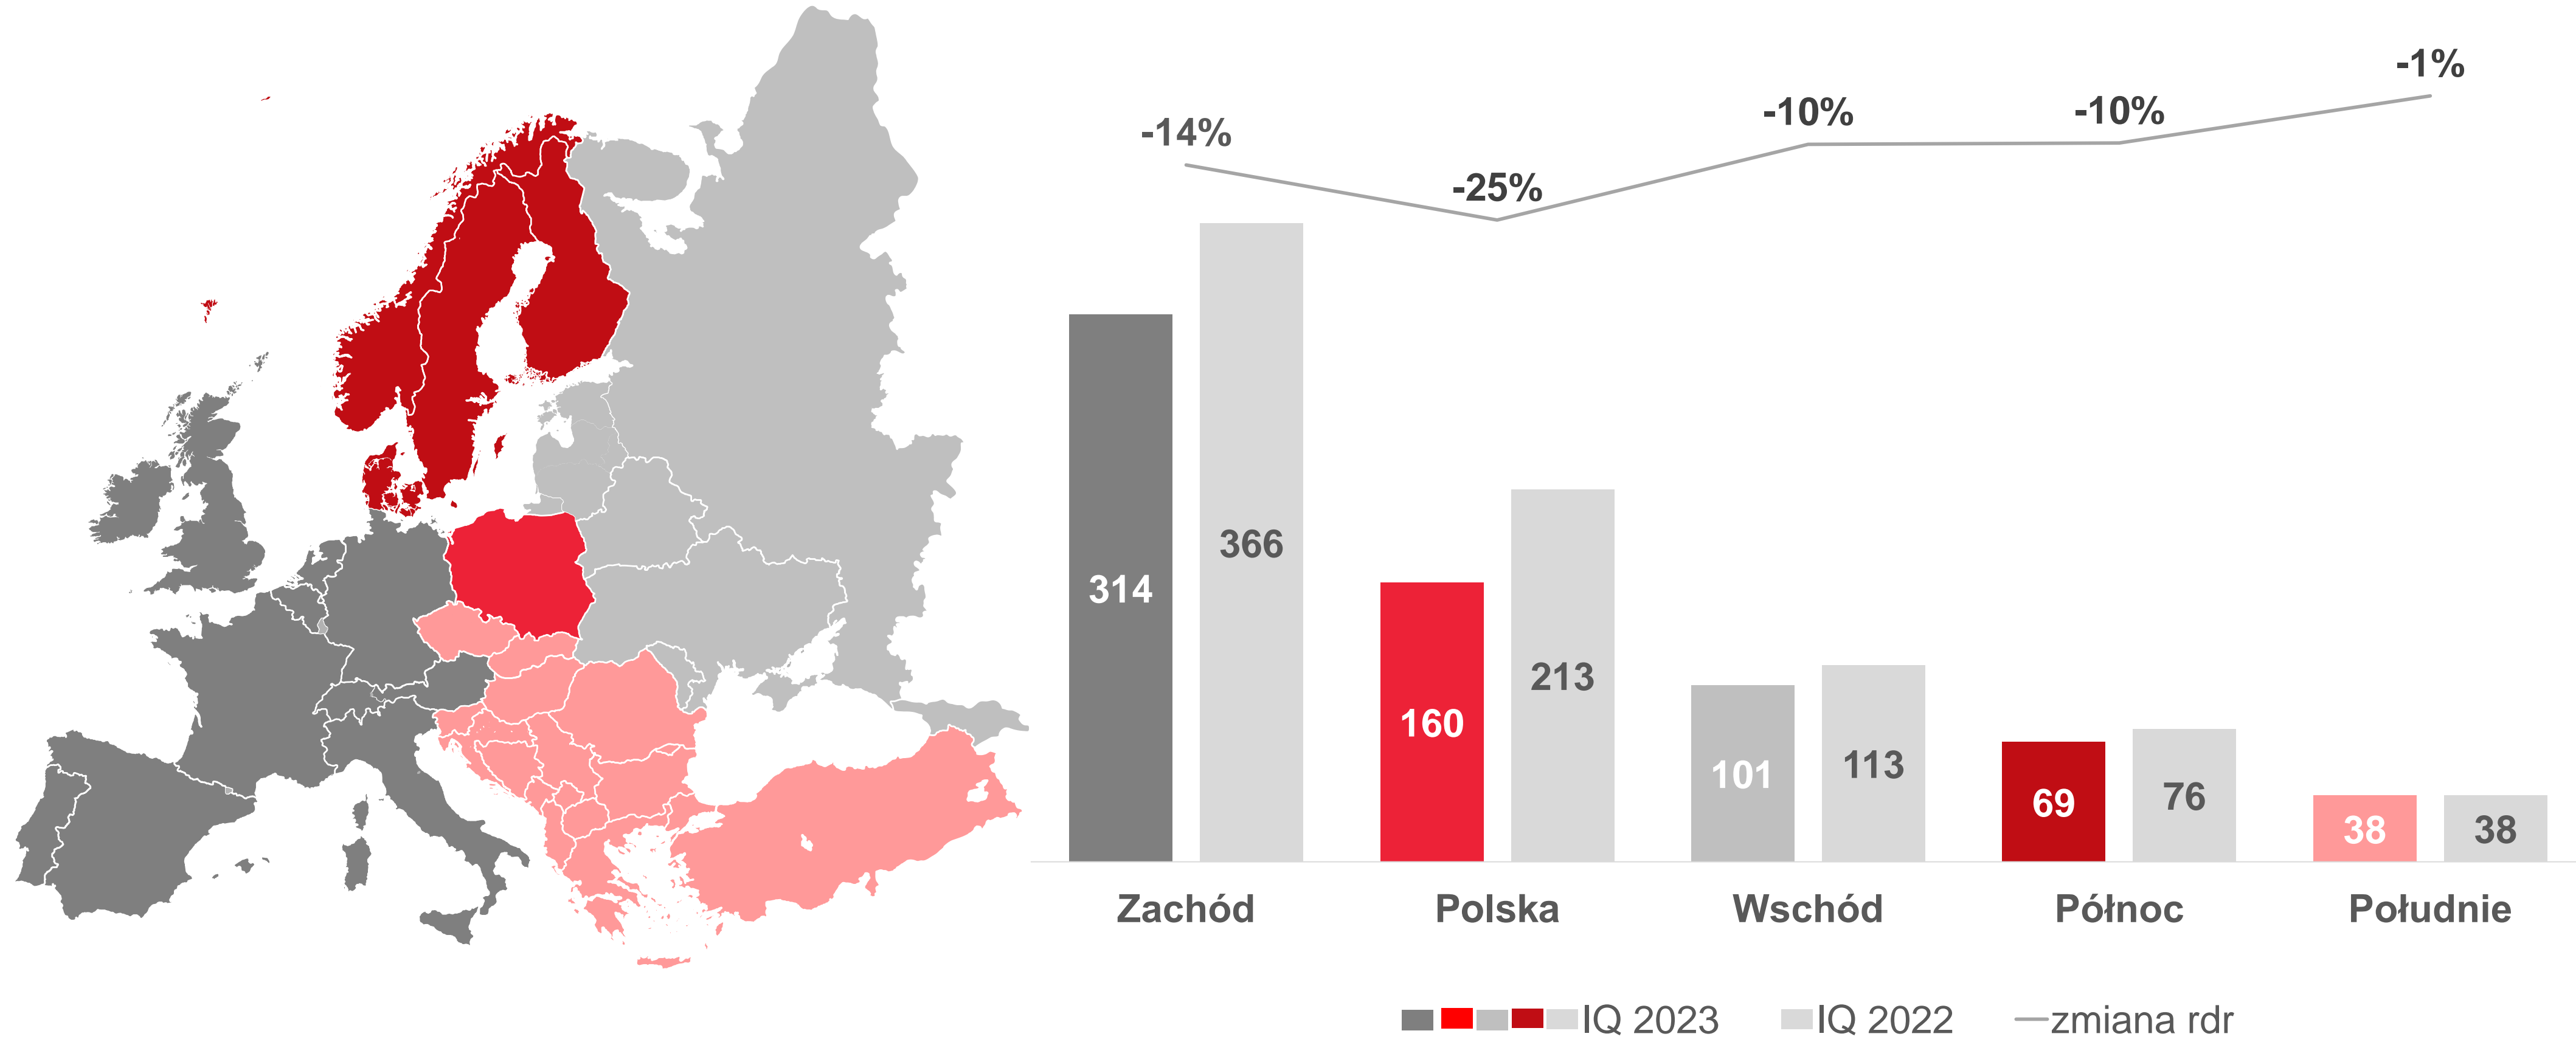 -1%
-10%
-10%
-14%
-25%
366
314
213
160
113
101
76
69
38
38
Zachód
Polska
Wschód
Północ
Południe
IQ 2023
IQ 2022
zmiana rdr